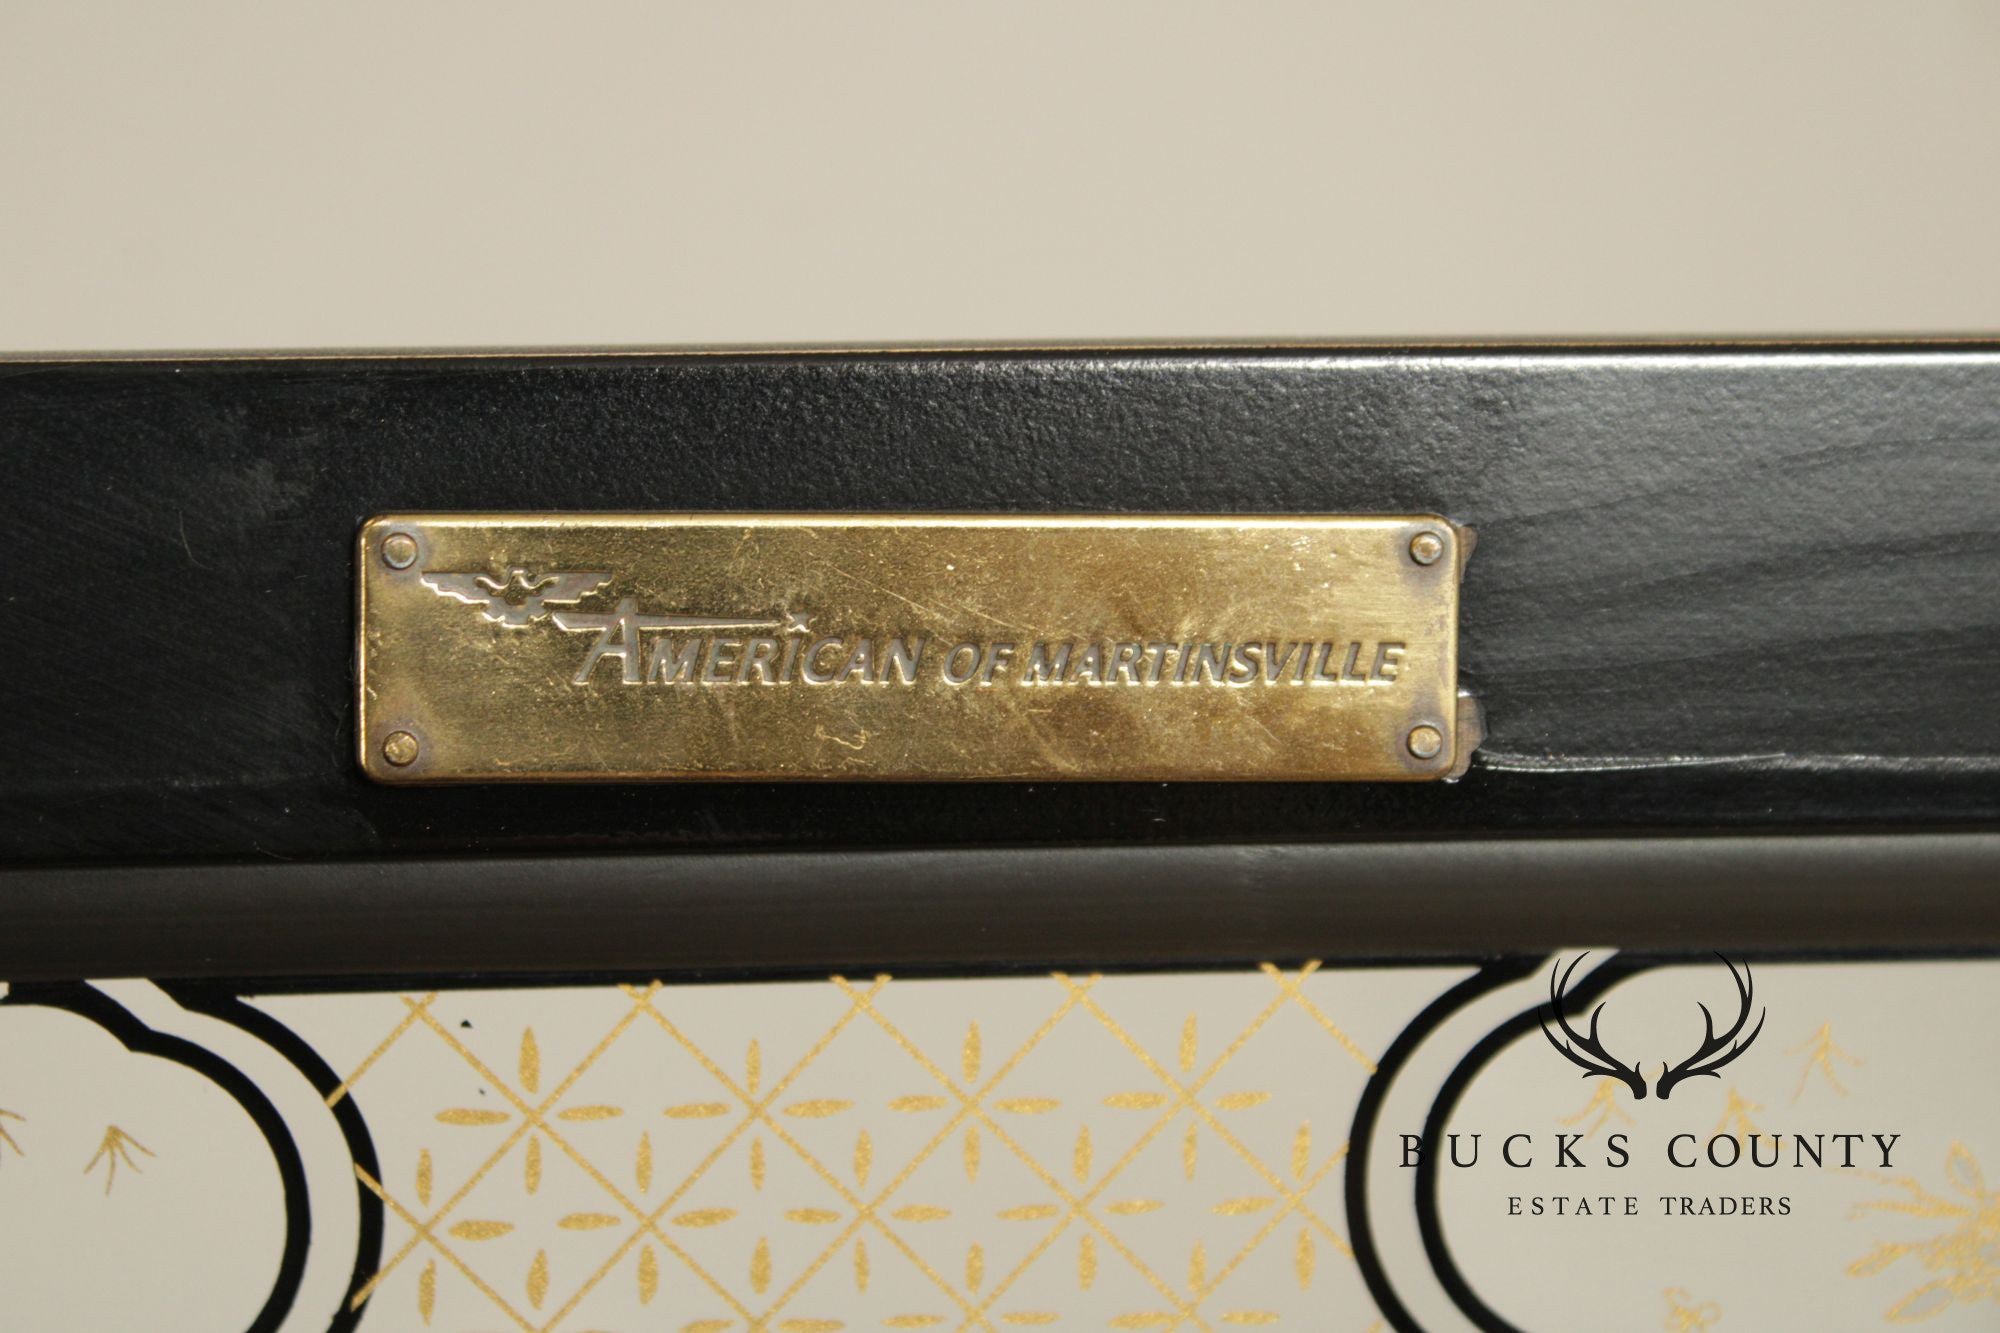 AMERICAN OF MARTINSVILLE
BUCKS COUNTY
ESTATE TRADERS